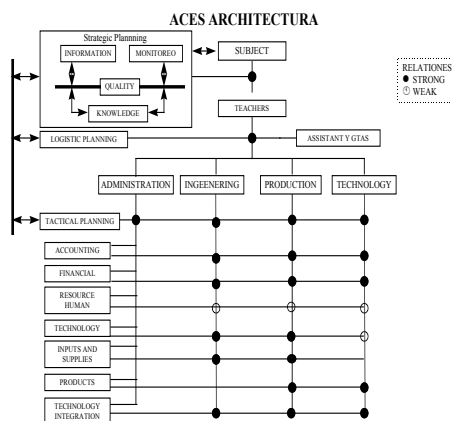 ACES ARCHITECTURA
Strategic Plannning
INFORMATION
MONITOREO
QUALITY
KNOWLEDGE
SUBJECT
RELATIONES
STRONG
WEAK
TEACHERS
LOGISTIC PLANNING
ASSISTANT Y GTAS
ADMINISTRATION
INGEENERING
PRODUCTION
TECHNOLOGY
TACTICAL PLANNING
ACCOUNTING
FINANCIAL
RESOURCE
HUMAN
TECHNOLOGY
INPUTS AND
SUPPLIES
PRODUCTS
TECHNOLOGY
INTEGRATION